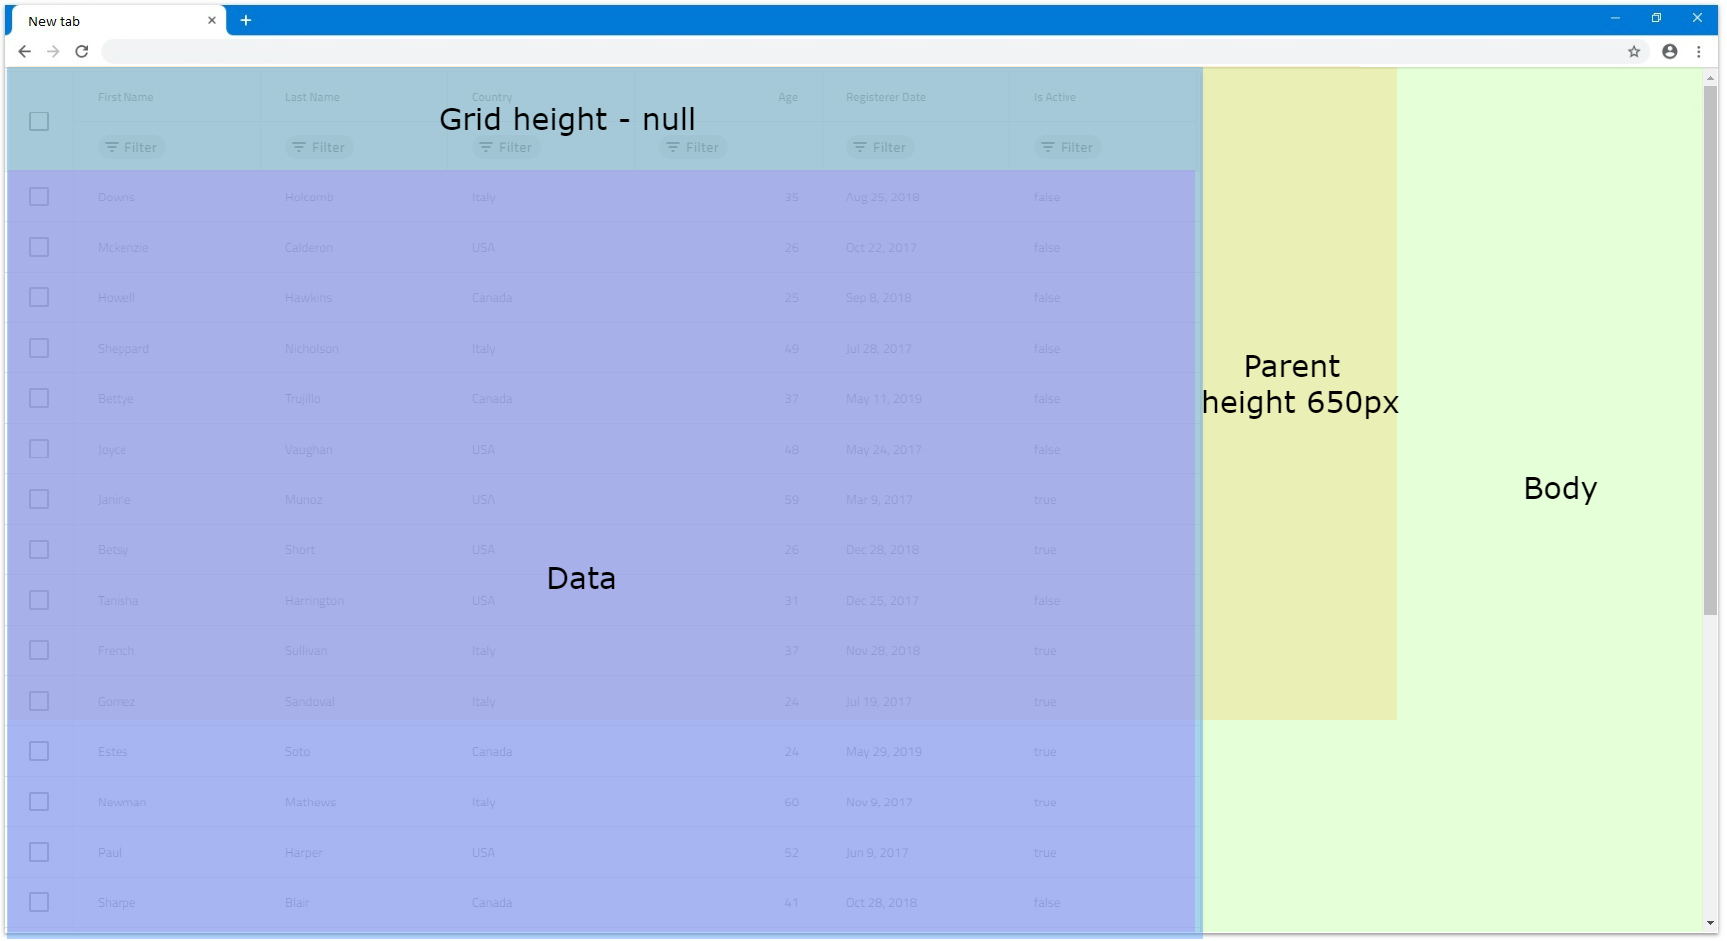 New tab
First Name Last Name Country Age Registerer Date Is Active
Grid height - null
Filter Filter Filter Filter Filter Filter
Downs Holcomb Italy 35 Aug 25, 2018 false
Mckenzie Calderon USA 26 Oct 22, 2017 false
Howell Hawkins Canada 25 Sep 8, 2018 false
Sheppard Nicholson Italy 49 Jul 28, 2017 false
Parent
height 650px
Bettye Trujillo Canada 37 May 11, 2019 false
Joyce Vaughan USA 48 May 24, 2017 false
Body
Janine Munoz USA 59 Mar 9, 2017 true
Betsy Short USA 26 Dec 28, 2018 true
Data
Tanisha Harrington USA 31 Dec 25, 2017 false
French Sullivan Italy 37 Nov 28, 2018 true
Gomez Sandoval Italy 24 Jul 19, 2017 true
Estes Soto Canada 24 May 29, 2019 true
Newman Mathews Italy 60 Nov 9, 2017 true
Paul Harper USA 52 Jun 9, 2017 true
Sharpe Blair Canada 41 Oct 28, 2018 false